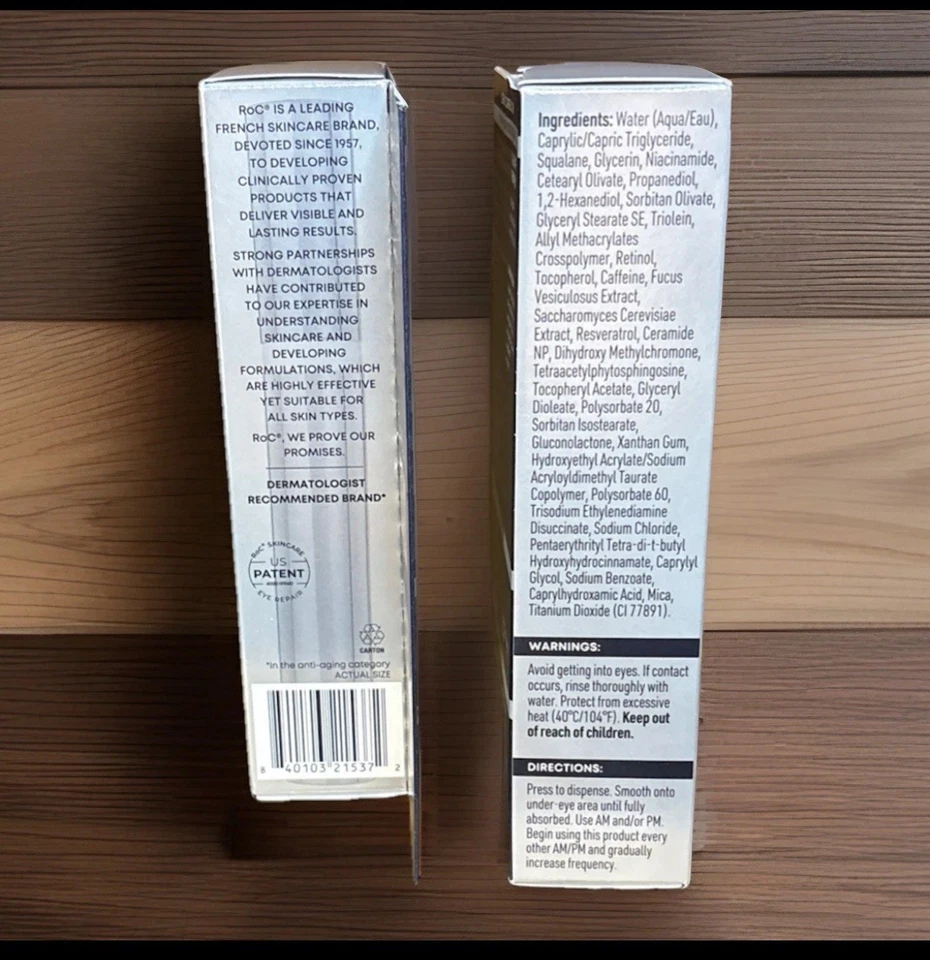 RoC® IS A LEADING
FRENCH SKINCARE BRAND,
DEVOTED SINCE 1957,
TO DEVELOPING
CLINICALLY PROVEN
PRODUCTS THAT
DELIVER VISIBLE AND
LASTING RESULTS.
STRONG PARTNERSHIPS
WITH DERMATOLOGISTS
HAVE CONTRIBUTED
TO OUR EXPERTISE IN
UNDERSTANDING
SKINCARE AND
DEVELOPING
FORMULATIONS, WHICH
ARE HIGHLY EFFECTIVE
YET SUITABLE FOR
ALL SKIN TYPES.
RoC®, WE PROVE OUR
PROMISES.
DERMATOLOGIST
RECOMMENDED BRAND*
RoC® SKINCARE
US
PATENT
EYE REPAIR
CARTON
*In the anti-aging category
ACTUAL SIZE
8 40103 21537 2
Ingredients: Water (Aqua/Eau),
Caprylic/Capric Triglyceride,
Squalane, Glycerin, Niacinamide,
Cetearyl Olivate, Propanediol,
1,2-Hexanediol, Sorbitan Olivate,
Glyceryl Stearate SE, Triolein,
Allyl Methacrylates
Crosspolymer, Retinol,
Tocopherol, Caffeine, Fucus
Vesiculosus Extract,
Saccharomyces Cerevisiae
Extract, Resveratrol, Ceramide
NP, Dihydroxy Methylchromone,
Tetraacetylphytosphingosine,
Tocopheryl Acetate, Glyceryl
Dioleate, Polysorbate 20,
Sorbitan Isostearate,
Gluconolactone, Xanthan Gum,
Hydroxyethyl Acrylate/Sodium
Acryloyldimethyl Taurate
Copolymer, Polysorbate 60,
Trisodium Ethylenediamine
Disuccinate, Sodium Chloride,
Pentaerythrityl Tetra-di-t-butyl
Hydroxyhydrocinnamate, Caprylyl
Glycol, Sodium Benzoate,
Caprylhydroxamic Acid, Mica,
Titanium Dioxide (CI 77891).
WARNINGS:
Avoid getting into eyes. If contact
occurs, rinse thoroughly with
water. Protect from excessive
heat (40°C/104°F). Keep out
of reach of children.
DIRECTIONS:
Press to dispense. Smooth onto
under-eye area until fully
absorbed. Use AM and/or PM.
Begin using this product every
other AM/PM and gradually
increase frequency.